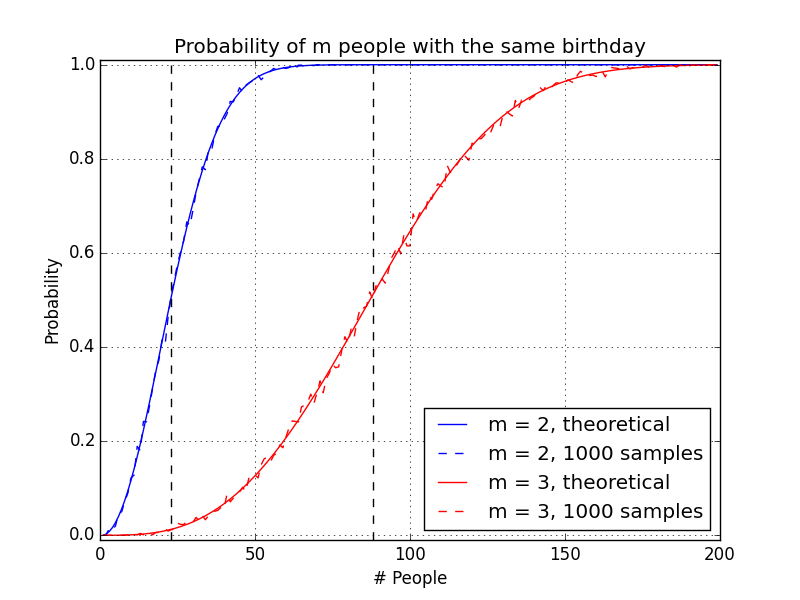 Probability of m people with the same birthday
1.0
0.8
0.6
0.4
0.2
0.0
Probability
m = 2, theoretical
m = 2, 1000 samples
m = 3, theoretical
m = 3, 1000 samples
0 50 100 150 200
# People